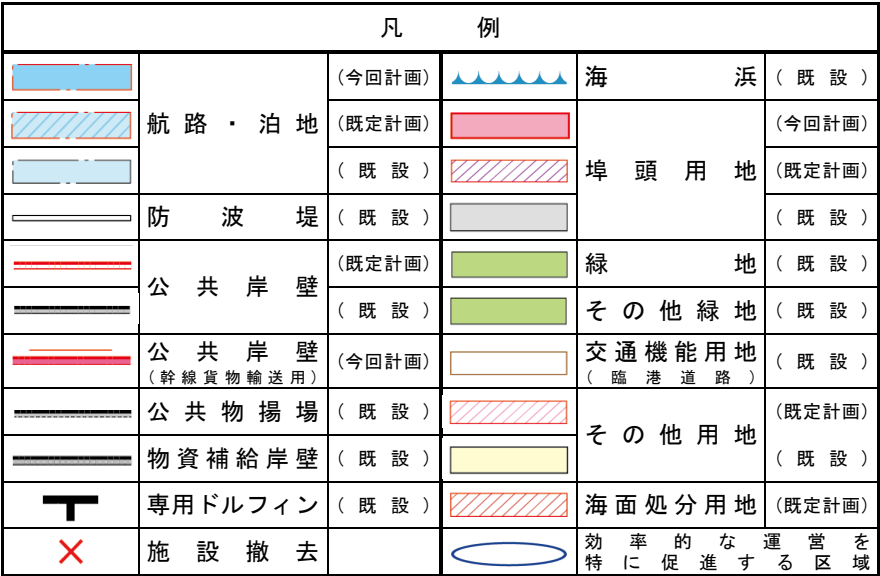 凡例
航路・泊地
(今回計画)
(既定計画)
(既設)
防波堤
(既設)
公共岸壁
(既定計画)
(既設)
公共岸壁
(幹線貨物輸送用)
(今回計画)
公共物揚場
(既設)
物資補給岸壁
(既設)
専用ドルフィン
(既設)
施設撤去
海浜
(既設)
埠頭用地
(今回計画)
(既定計画)
(既設)
緑地
(既設)
その他緑地
(既設)
交通機能用地
(臨港道路)
(既設)
その他用地
(既定計画)
(既設)
海面処分用地
(既定計画)
効率的な運営を
特に促進する区域